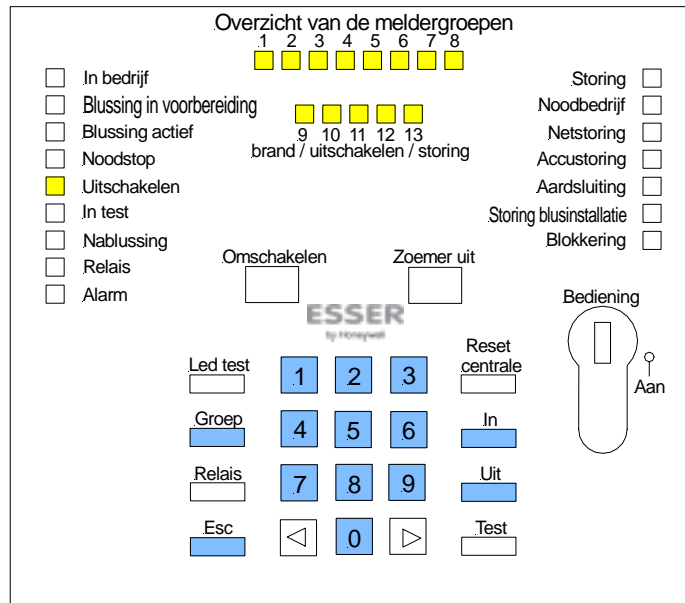 Overzicht van de meldergroepen
1 2 3 4 5 6 7 8
9 10 11 12 13
brand / uitschakelen / storing
In bedrijf
Blussing in voorbereiding
Blussing actief
Noodstop
Uitschakelen
In test
Nablussing
Relais
Alarm
Storing
Noodbedrijf
Netstoring
Accustoring
Aardsluiting
Storing blusinstallatie
Blokkering
Omschakelen
Zoemer uit
ESSER
by Honeywell
Bediening
Aan
Led test
1 2 3
Reset
centrale
Groep
4 5 6
In
Relais
7 8 9
Uit
Esc
0
Test